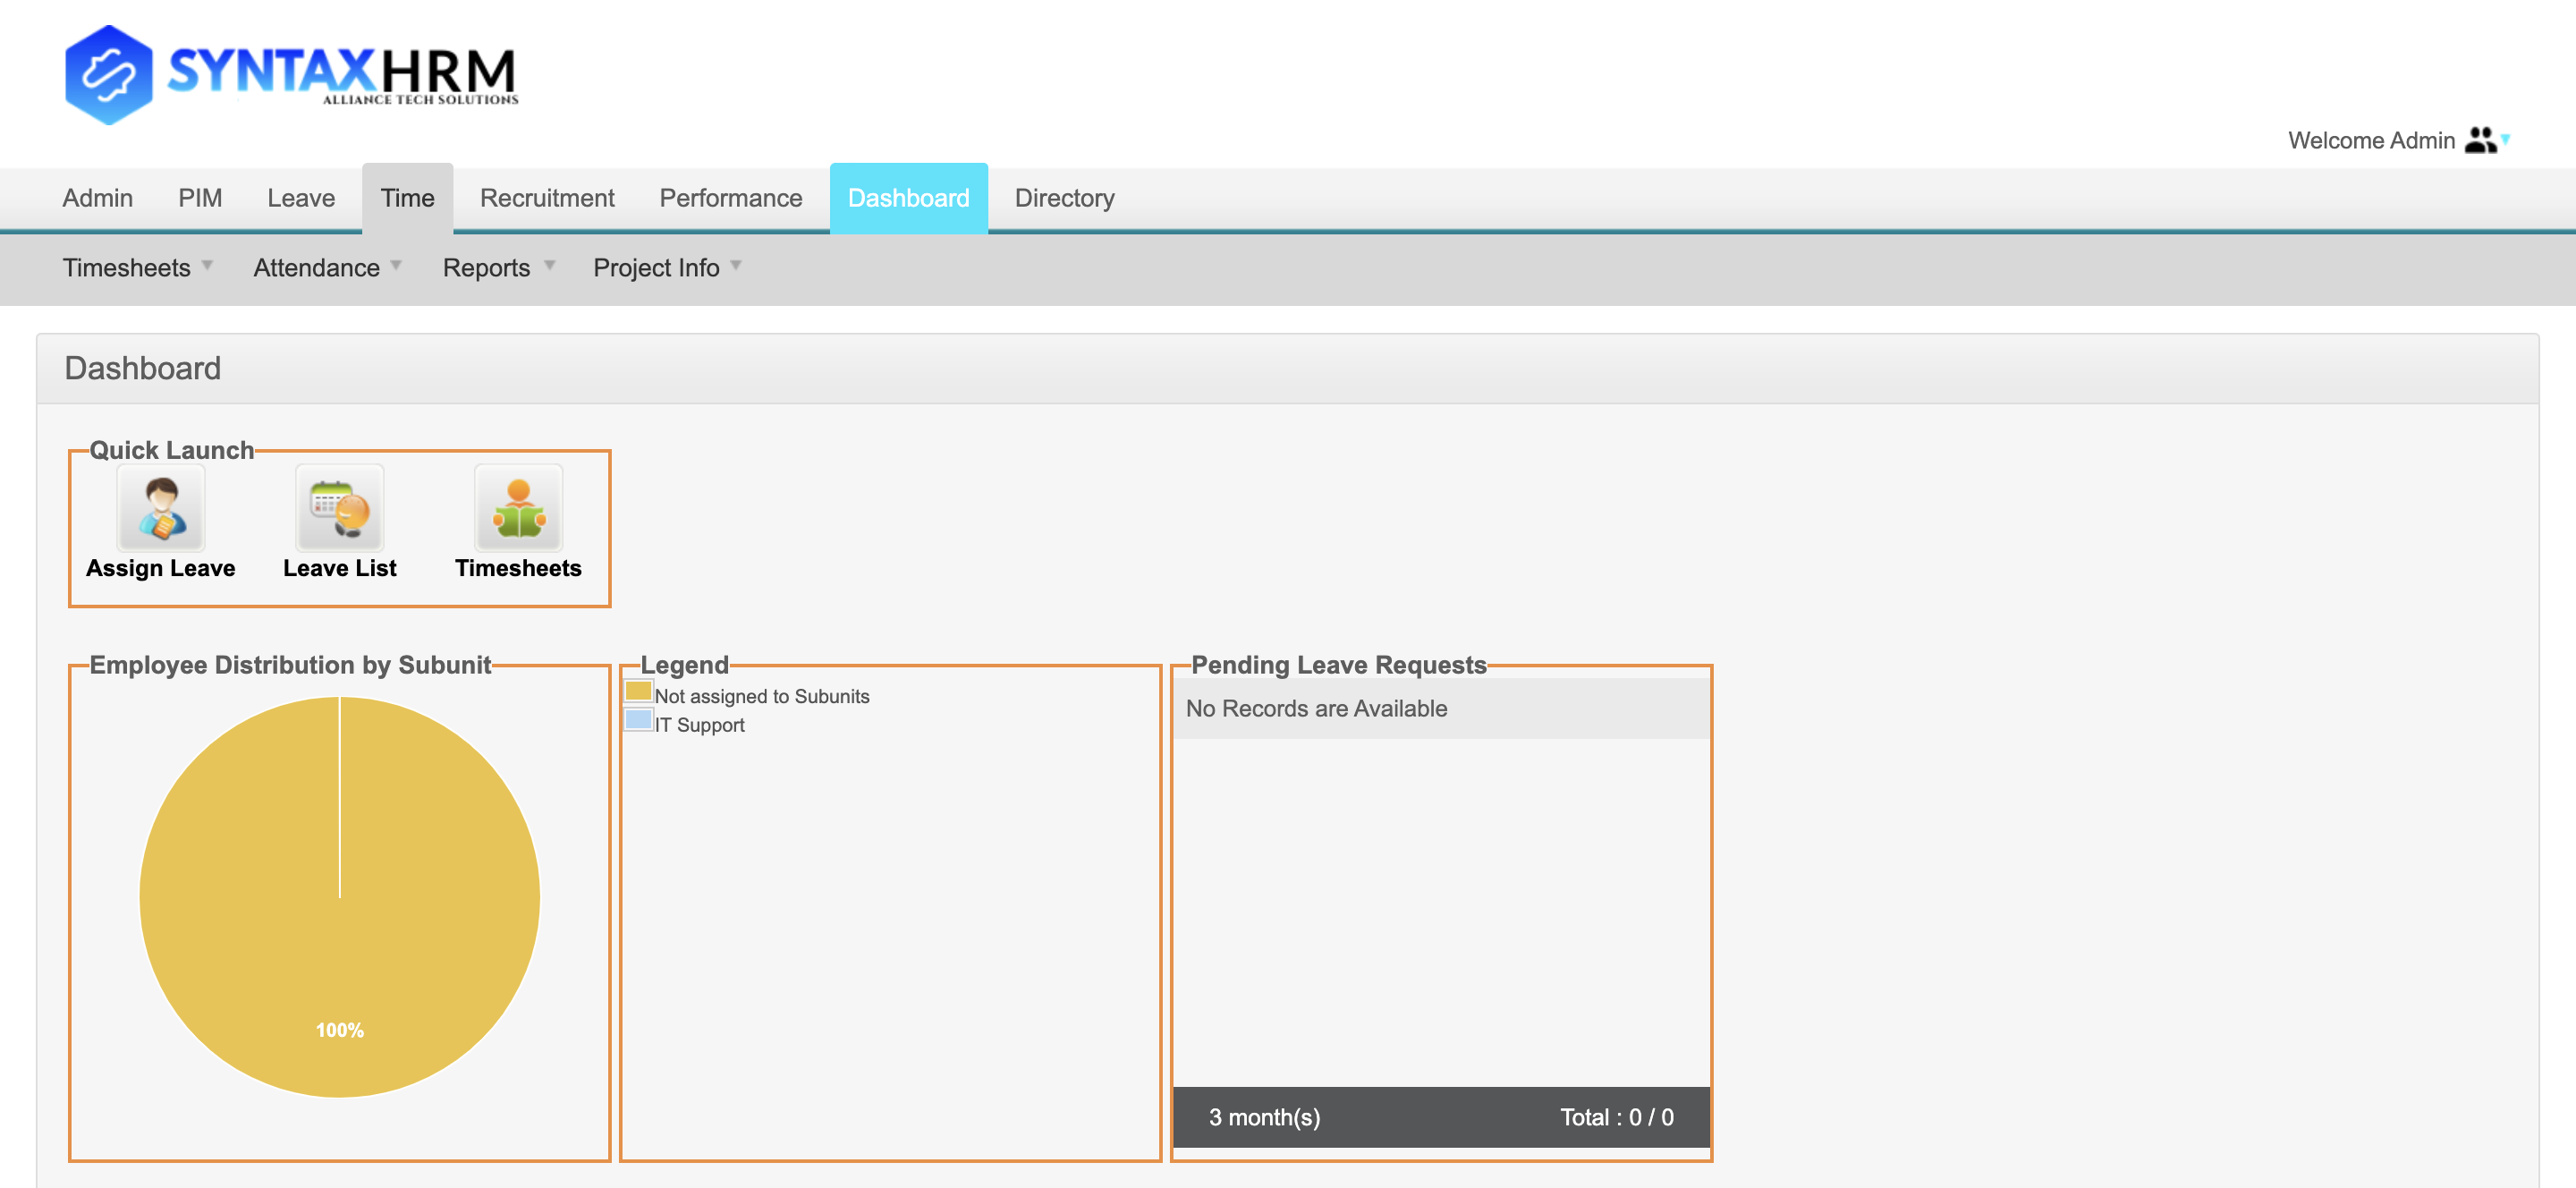 SYNTAXHRM
ALLIANCE TECH SOLUTIONS
Welcome Admin
Admin PIM Leave Time Recruitment Performance Dashboard Directory
Timesheets Attendance Reports Project Info
Dashboard
Quick Launch
Assign Leave Leave List Timesheets
Employee Distribution by Subunit
100%
Legend
Not assigned to Subunits
IT Support
Pending Leave Requests
No Records are Available
3 month(s) Total : 0 / 0